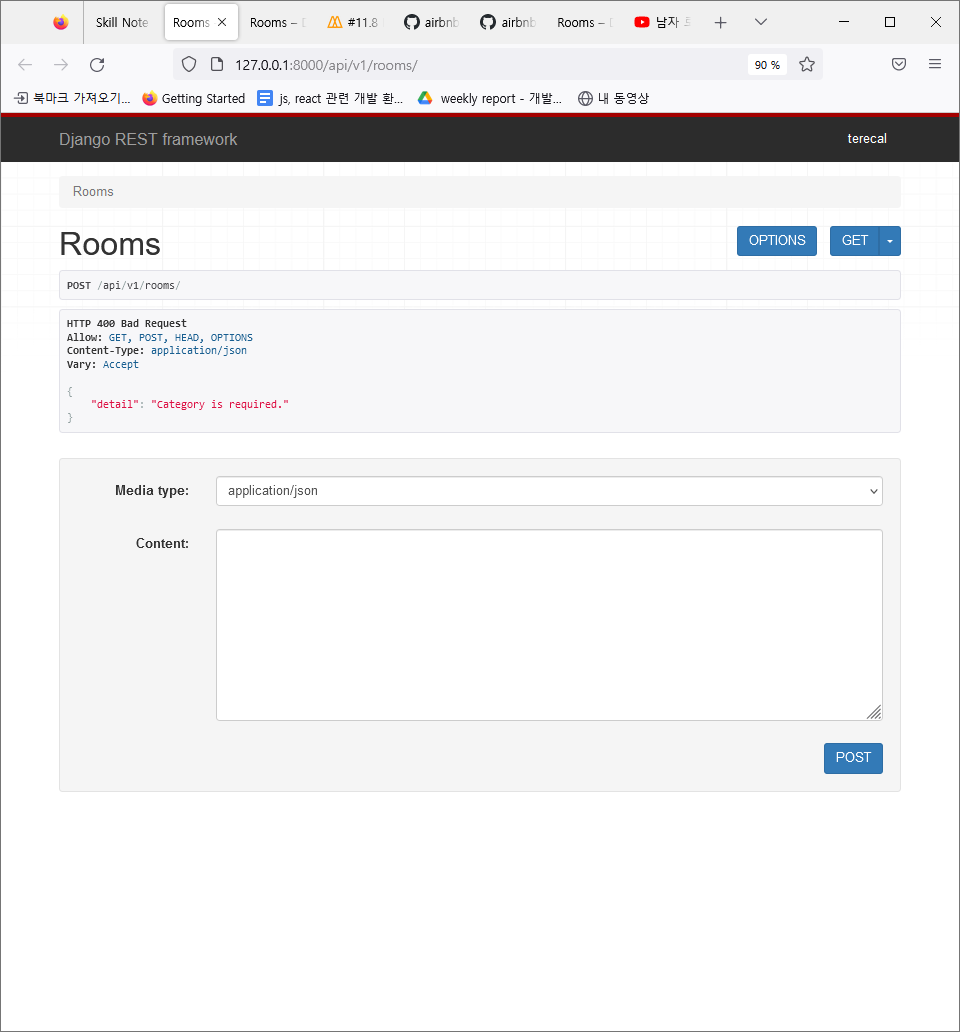 Skill Note
Rooms
Rooms –
#11.8
airbnb
airbnb
Rooms –
남자
127.0.0.1:8000/api/v1/rooms/
90 %
북마크 가져오기...
Getting Started
js, react 관련 개발 환...
weekly report - 개발...
내 동영상
Django REST framework
terecal
Rooms
Rooms
OPTIONS
GET
POST /api/v1/rooms/
HTTP 400 Bad Request
Allow: GET, POST, HEAD, OPTIONS
Content-Type: application/json
Vary: Accept
{
"detail": "Category is required."
}
Media type:
application/json
Content:
POST